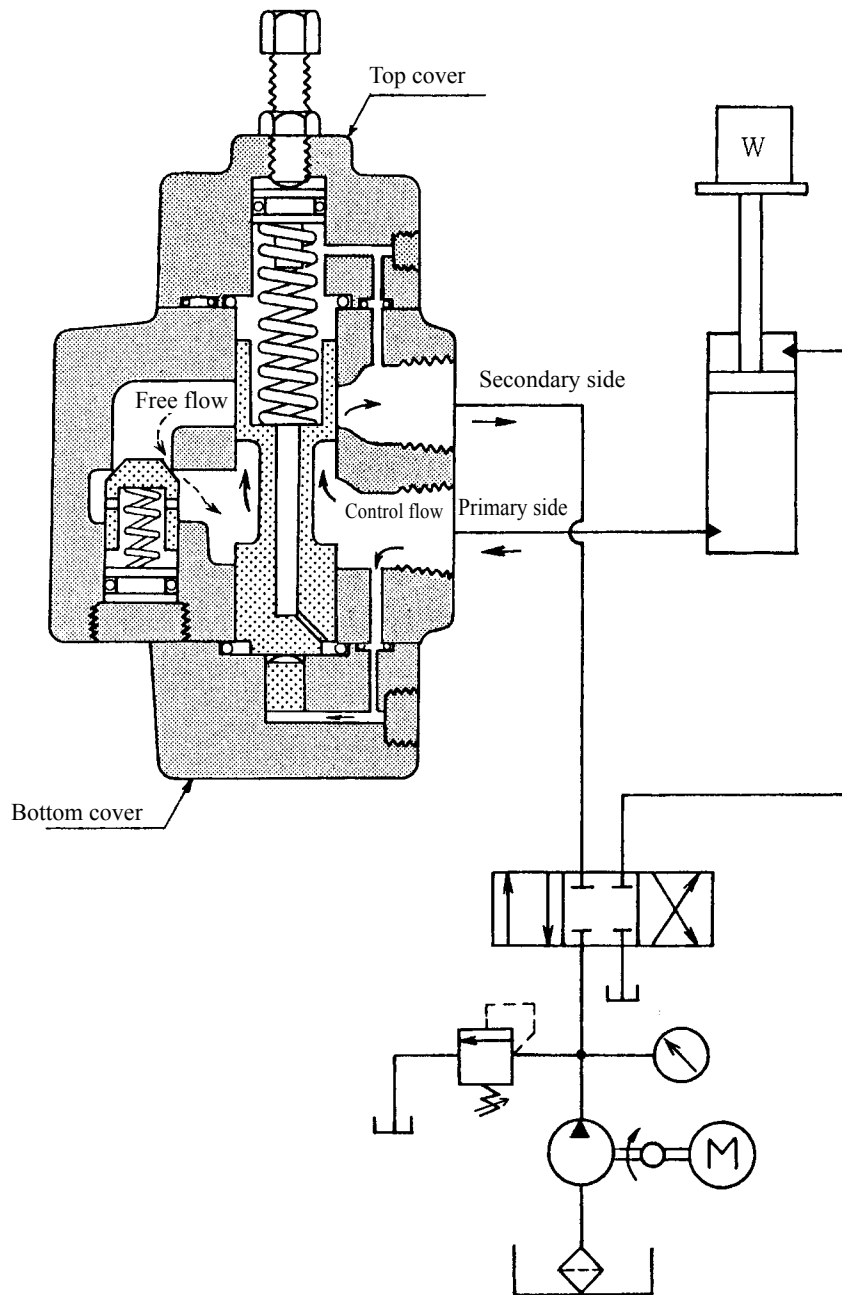 Top cover
W
Secondary side
Free flow
Control flow
Primary side
Bottom cover
M